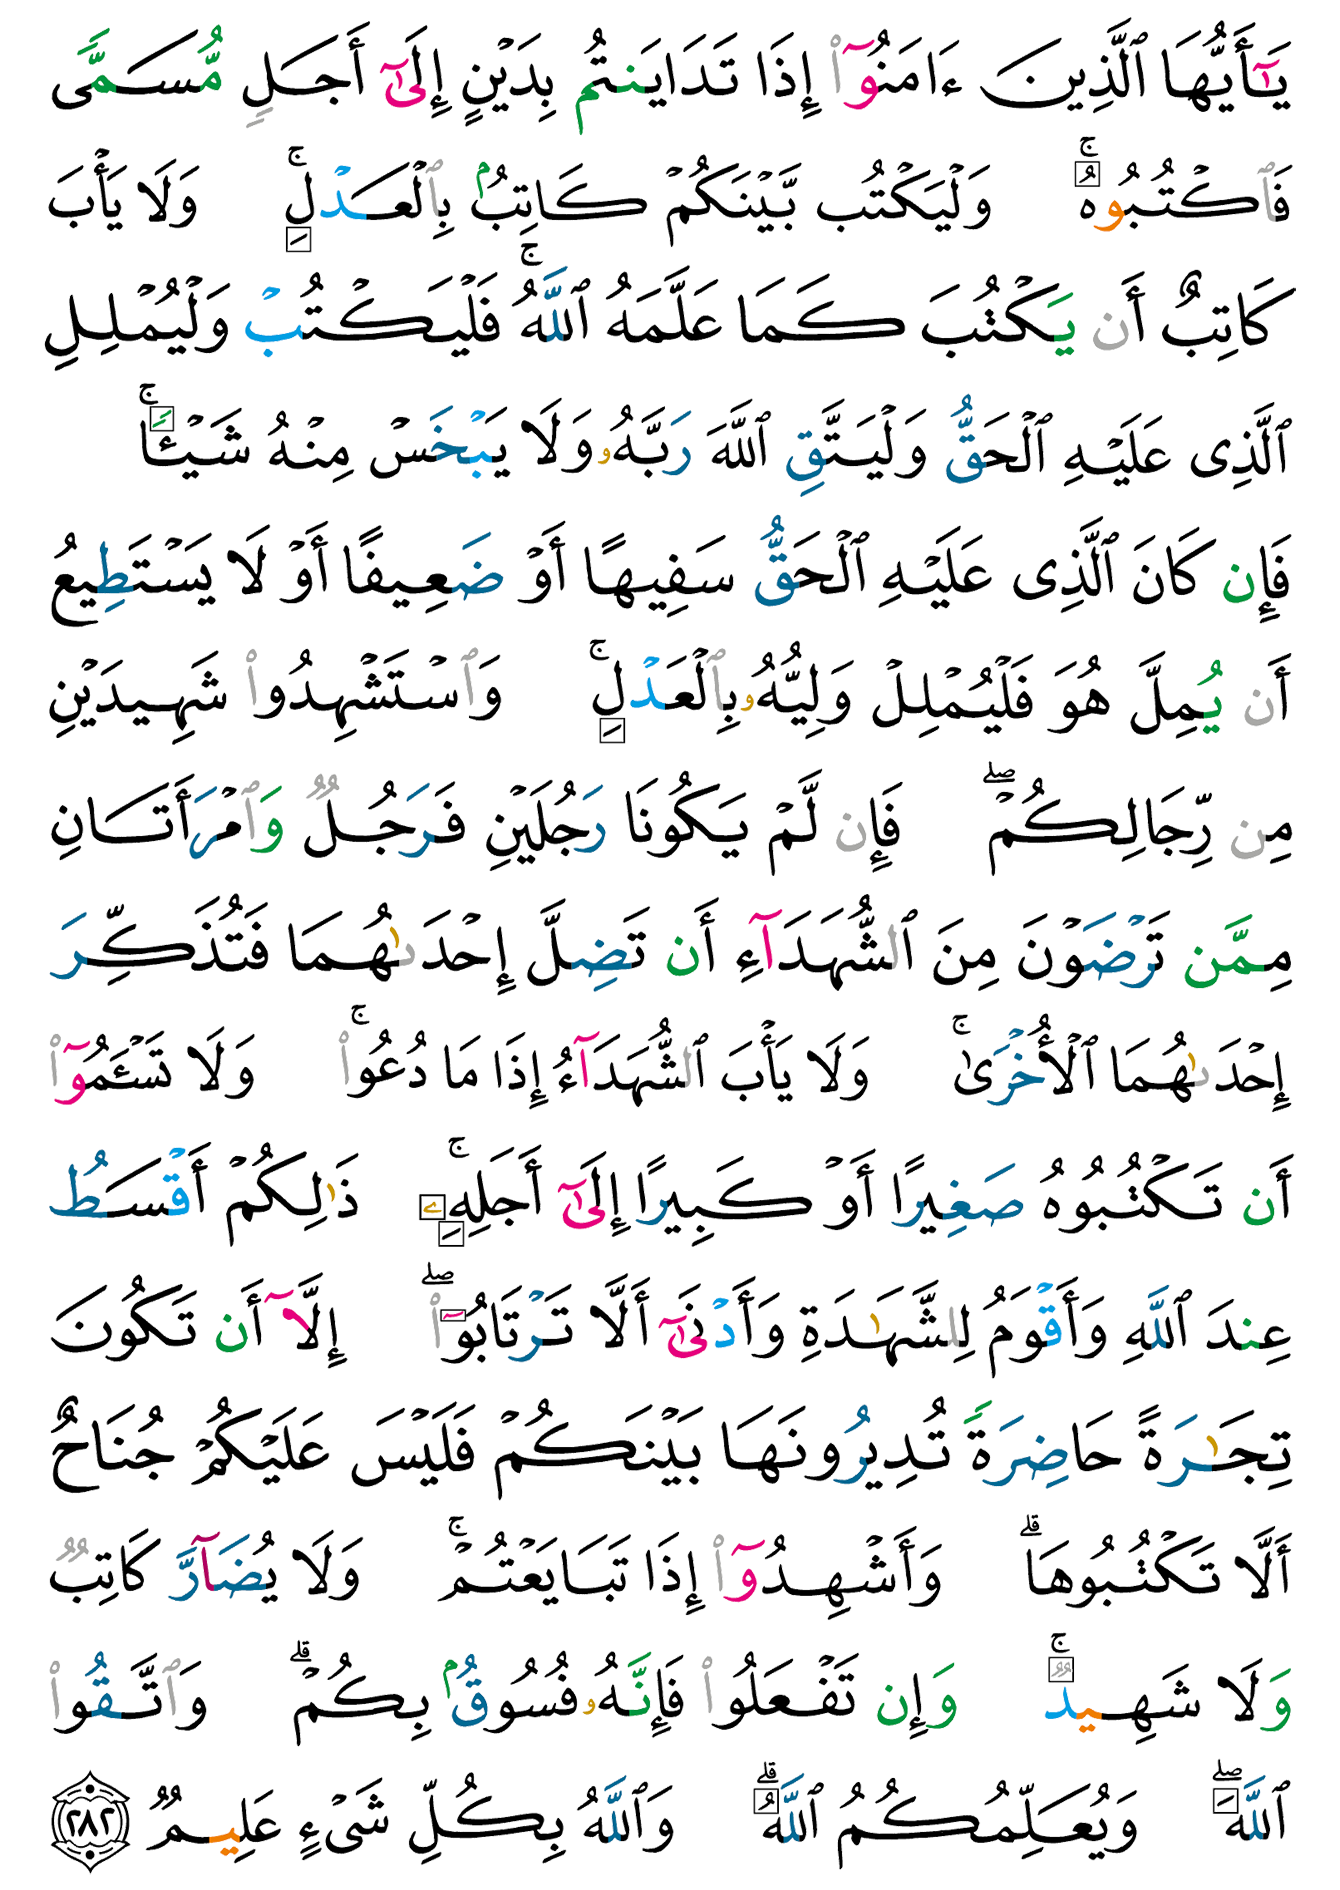 يَٰٓأَيُّهَا ٱلَّذِينَ ءَامَنُوٓا۟ إِذَا تَدَايَنتُم بِدَيْنٍ إِلَىٰٓ أَجَلٍ مُّسَمًّى
فَٱكْتُبُوهُ ۚ وَلْيَكْتُب بَّيْنَكُمْ كَاتِبٌۢ بِٱلْعَدْلِ ۚ وَلَا يَأْبَ
كَاتِبٌ أَن يَكْتُبَ كَمَا عَلَّمَهُ ٱللَّهُ ۚ فَلْيَكْتُبْ وَلْيُمْلِلِ
ٱلَّذِى عَلَيْهِ ٱلْحَقُّ وَلْيَتَّقِ ٱللَّهَ رَبَّهُۥ وَلَا يَبْخَسْ مِنْهُ شَيْـًٔا ۚ
فَإِن كَانَ ٱلَّذِى عَلَيْهِ ٱلْحَقُّ سَفِيهًا أَوْ ضَعِيفًا أَوْ لَا يَسْتَطِيعُ
أَن يُمِلَّ هُوَ فَلْيُمْلِلْ وَلِيُّهُۥ بِٱلْعَدْلِ ۚ وَٱسْتَشْهِدُوا۟ شَهِيدَيْنِ
مِن رِّجَالِكُمْ ۖ فَإِن لَّمْ يَكُونَا رَجُلَيْنِ فَرَجُلٌ وَٱمْرَأَتَانِ
مِمَّن تَرْضَوْنَ مِنَ ٱلشُّهَدَآءِ أَن تَضِلَّ إِحْدَىٰهُمَا فَتُذَكِّرَ
إِحْدَىٰهُمَا ٱلْأُخْرَىٰ ۚ وَلَا يَأْبَ ٱلشُّهَدَآءُ إِذَا مَا دُعُوا۟ ۚ وَلَا تَسْـَٔمُوٓا۟
أَن تَكْتُبُوهُ صَغِيرًا أَوْ كَبِيرًا إِلَىٰٓ أَجَلِهِۦ ۚ ذَٰلِكُمْ أَقْسَطُ
عِندَ ٱللَّهِ وَأَقْوَمُ لِلشَّهَٰدَةِ وَأَدْنَىٰٓ أَلَّا تَرْتَابُوٓا۟ ۖ إِلَّآ أَن تَكُونَ
تِجَٰرَةً حَاضِرَةً تُدِيرُونَهَا بَيْنَكُمْ فَلَيْسَ عَلَيْكُمْ جُنَاحٌ
أَلَّا تَكْتُبُوهَا ۗ وَأَشْهِدُوٓا۟ إِذَا تَبَايَعْتُمْ ۚ وَلَا يُضَآرَّ كَاتِبٌ
وَلَا شَهِيدٌ ۚ وَإِن تَفْعَلُوا۟ فَإِنَّهُۥ فُسُوقٌۢ بِكُمْ ۗ وَٱتَّقُوا۟
ٱللَّهَ ۖ وَيُعَلِّمُكُمُ ٱللَّهُ ۗ وَٱللَّهُ بِكُلِّ شَىْءٍ عَلِيمٌ ٢٨٢